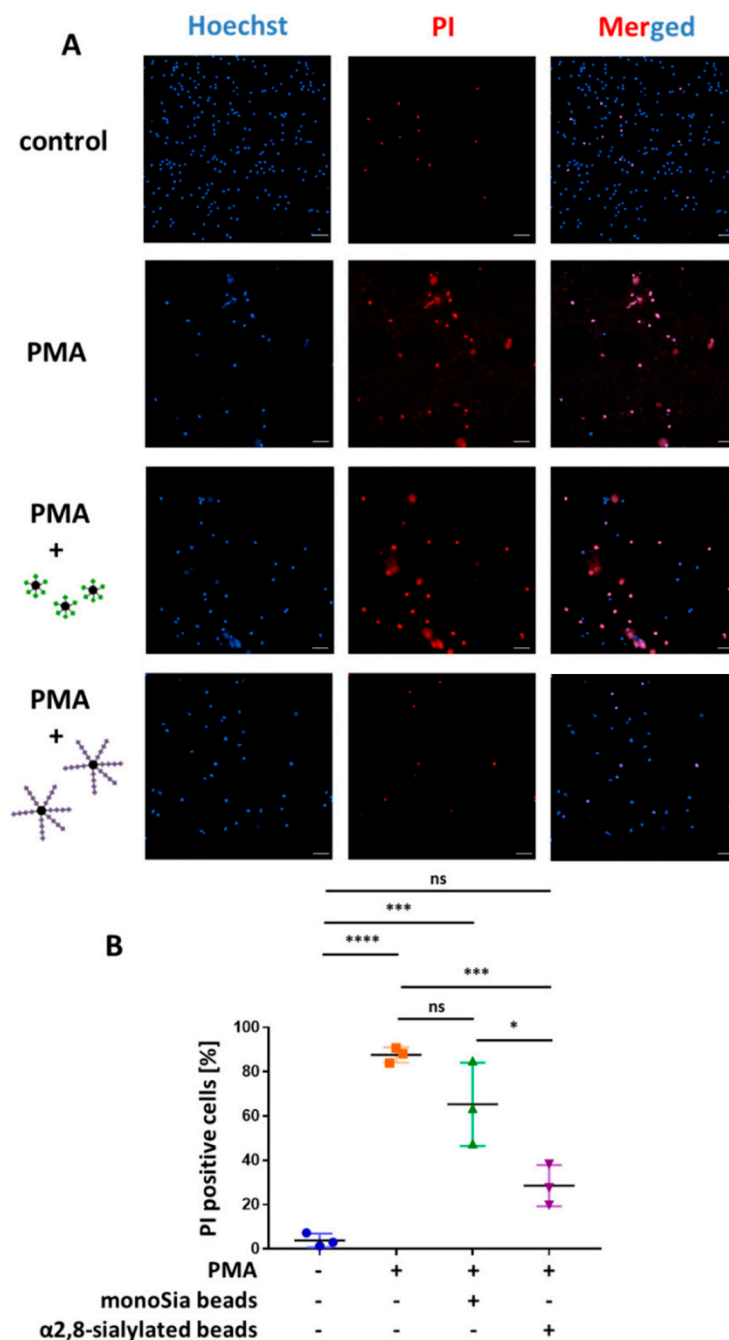 A
Hoechst PI Merged
control
PMA
PMA
+
PMA
+
B
ns
***
****
***
ns
*
PI positive cells [%]
100
80
60
40
20
0
PMA - + + +
monoSia beads - - + -
α2,8-sialylated beads - - - +